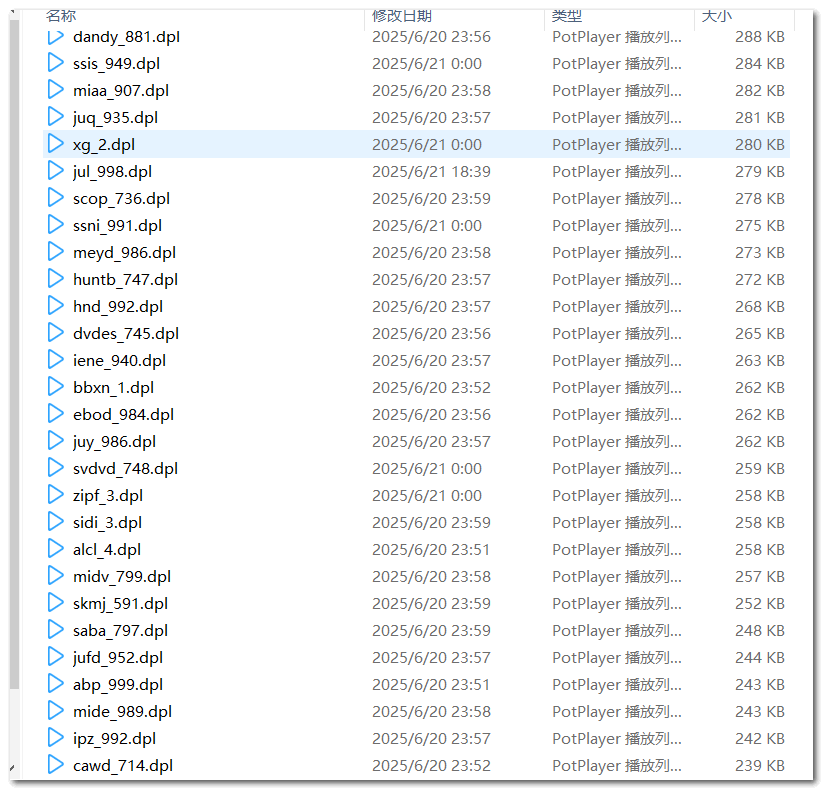 名称 修改日期 类型 大小
dandy_881.dpl 2025/6/20 23:56 PotPlayer 播放列... 288 KB
ssis_949.dpl 2025/6/21 0:00 PotPlayer 播放列... 284 KB
miaa_907.dpl 2025/6/20 23:58 PotPlayer 播放列... 282 KB
juq_935.dpl 2025/6/20 23:57 PotPlayer 播放列... 281 KB
xg_2.dpl 2025/6/21 0:00 PotPlayer 播放列... 280 KB
jul_998.dpl 2025/6/21 18:39 PotPlayer 播放列... 279 KB
scop_736.dpl 2025/6/20 23:59 PotPlayer 播放列... 278 KB
ssni_991.dpl 2025/6/21 0:00 PotPlayer 播放列... 275 KB
meyd_986.dpl 2025/6/20 23:58 PotPlayer 播放列... 273 KB
huntb_747.dpl 2025/6/20 23:57 PotPlayer 播放列... 272 KB
hnd_992.dpl 2025/6/20 23:57 PotPlayer 播放列... 268 KB
dvdes_745.dpl 2025/6/20 23:56 PotPlayer 播放列... 265 KB
iene_940.dpl 2025/6/20 23:57 PotPlayer 播放列... 263 KB
bbxn_1.dpl 2025/6/20 23:52 PotPlayer 播放列... 262 KB
ebod_984.dpl 2025/6/20 23:56 PotPlayer 播放列... 262 KB
juy_986.dpl 2025/6/20 23:57 PotPlayer 播放列... 262 KB
svdvd_748.dpl 2025/6/21 0:00 PotPlayer 播放列... 259 KB
zipf_3.dpl 2025/6/21 0:00 PotPlayer 播放列... 258 KB
sidi_3.dpl 2025/6/20 23:59 PotPlayer 播放列... 258 KB
alcl_4.dpl 2025/6/20 23:51 PotPlayer 播放列... 258 KB
midv_799.dpl 2025/6/20 23:58 PotPlayer 播放列... 257 KB
skmj_591.dpl 2025/6/20 23:59 PotPlayer 播放列... 252 KB
saba_797.dpl 2025/6/20 23:59 PotPlayer 播放列... 248 KB
jufd_952.dpl 2025/6/20 23:57 PotPlayer 播放列... 244 KB
abp_999.dpl 2025/6/20 23:51 PotPlayer 播放列... 243 KB
mide_989.dpl 2025/6/20 23:58 PotPlayer 播放列... 243 KB
ipz_992.dpl 2025/6/20 23:57 PotPlayer 播放列... 242 KB
cawd_714.dpl 2025/6/20 23:52 PotPlayer 播放列... 239 KB